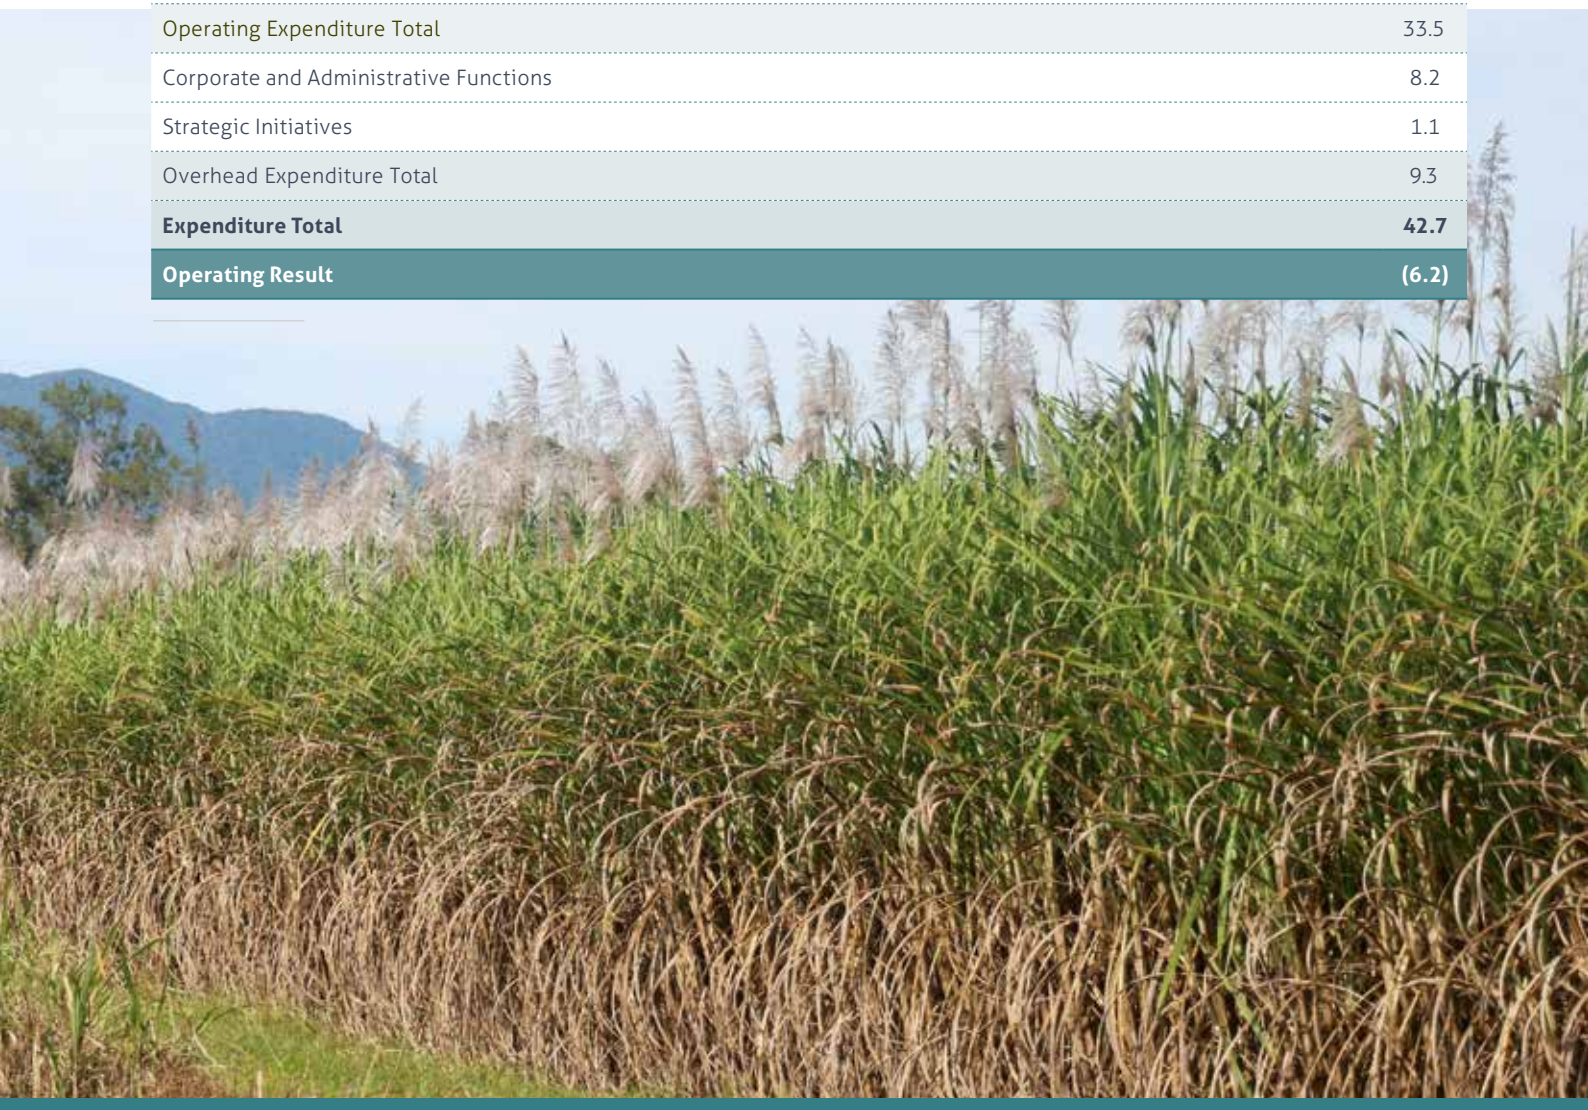 Operating Expenditure Total 33.5
Corporate and Administrative Functions 8.2
Strategic Initiatives 1.1
Overhead Expenditure Total 9.3
Expenditure Total 42.7
Operating Result (6.2)